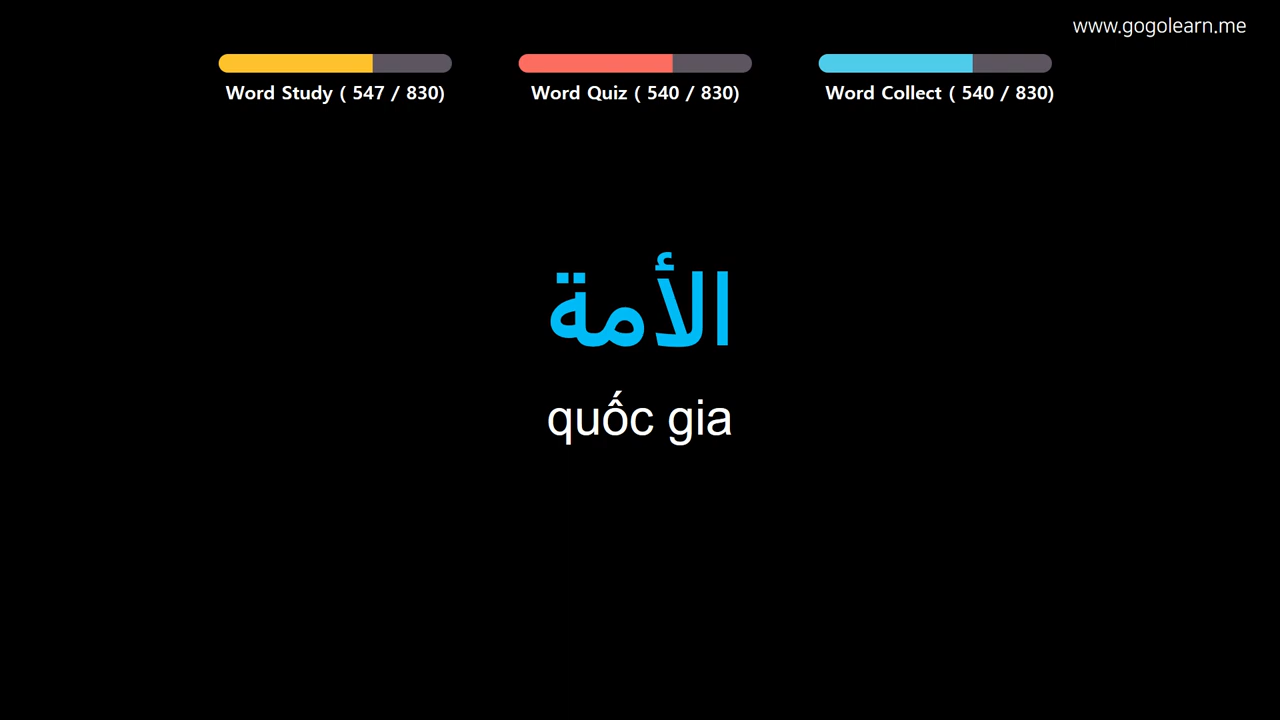 www.gogolearn.me
Word Study ( 547 / 830)
Word Quiz ( 540 / 830)
Word Collect ( 540 / 830)
الأمة
quốc gia